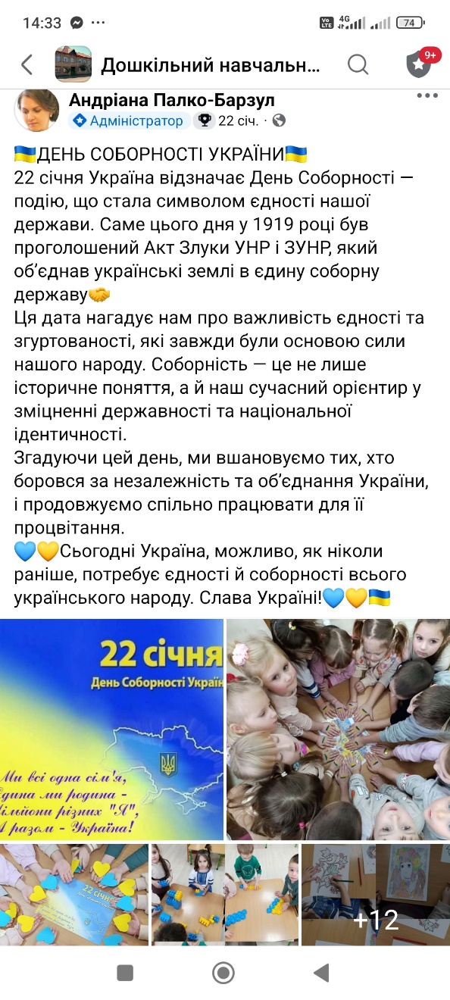 14:33
Vo LTE 4G 74
Дошкільний навчальн...
9+
Андріана Палко-Барзул
Адміністратор 22 січ. ·
🇺🇦ДЕНЬ СОБОРНОСТІ УКРАЇНИ🇺🇦
22 січня Україна відзначає День Соборності —
подію, що стала символом єдності нашої
держави. Саме цього дня у 1919 році був
проголошений Акт Злуки УНР і ЗУНР, який
об’єднав українські землі в єдину соборну
державу🤝
Ця дата нагадує нам про важливість єдності та
згуртованості, які завжди були основою сили
нашого народу. Соборність — це не лише
історичне поняття, а й наш сучасний орієнтир у
зміцненні державності та національної
ідентичності.
Згадуючи цей день, ми вшановуємо тих, хто
боровся за незалежність та об’єднання України,
і продовжуємо спільно працювати для її
процвітання.
💙💛Сьогодні Україна, можливо, як ніколи
раніше, потребує єдності й соборності всього
українського народу. Слава Україні!💙💛🇺🇦
22 січня
День Соборності Україн
Ми всі одна сім'я,
дина ми родина -
ільйони різних "Я",
А разом - Україна!
22 січн
+12